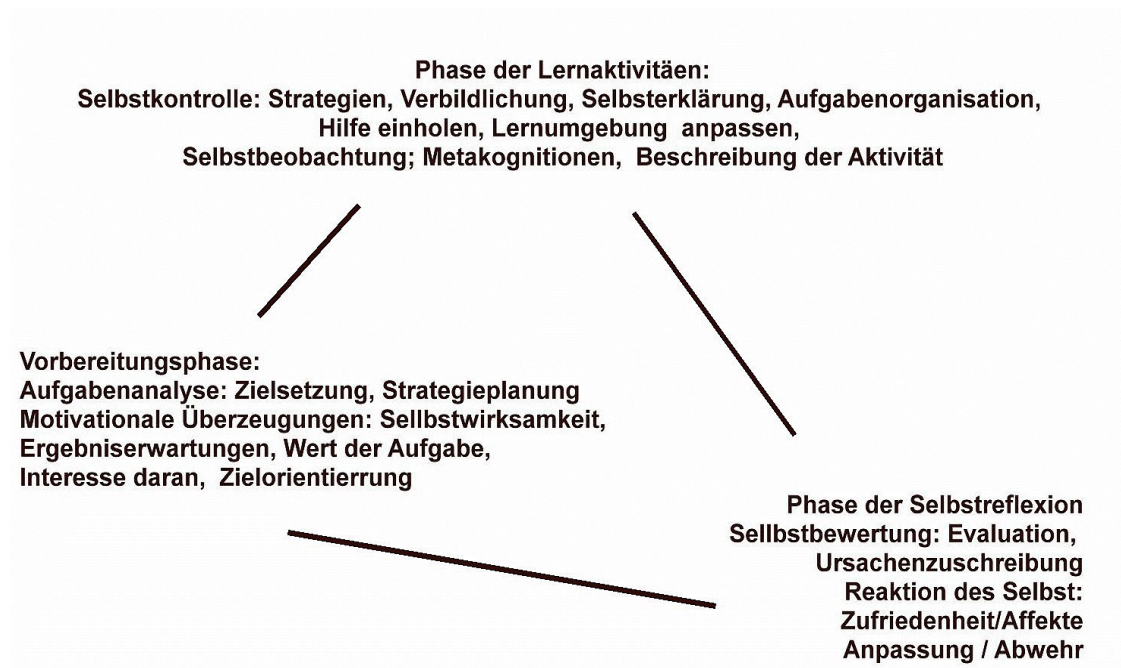 Phase der Lernaktivitäen:
Selbstkontrolle: Strategien, Verbildlichung, Selbsterklärung, Aufgabenorganisation,
Hilfe einholen, Lernumgebung anpassen,
Selbstbeobachtung; Metakognitionen, Beschreibung der Aktivität
Vorbereitungsphase:
Aufgabenanalyse: Zielsetzung, Strategieplanung
Motivationale Überzeugungen: Sellbstwirksamkeit,
Ergebniserwartungen, Wert der Aufgabe,
Interesse daran, Zielorientierrung
Phase der Selbstreflexion
Sellbstbewertung: Evaluation,
Ursachenzuschreibung
Reaktion des Selbst:
Zufriedenheit/Affekte
Anpassung / Abwehr